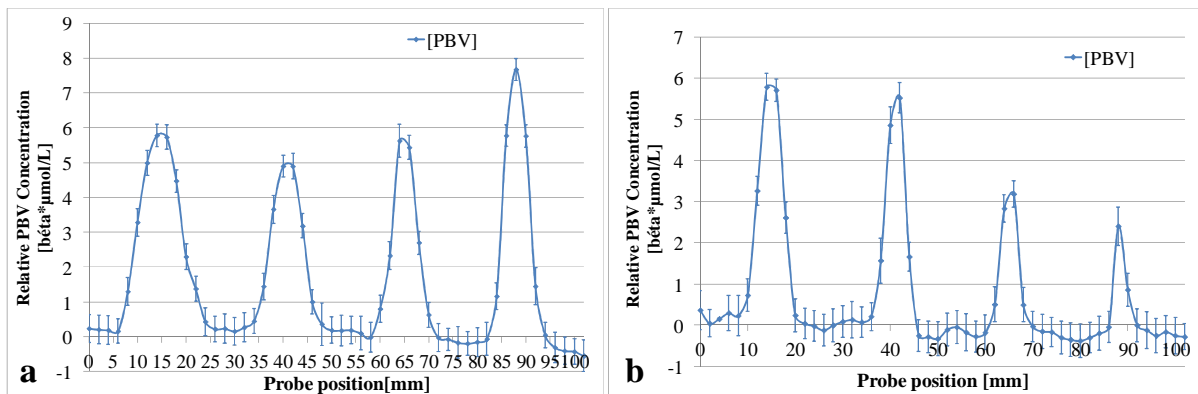 9
8
7
6
5
4
3
2
1
0
-1
Relative PBV Concentration
[béta*µmol/L]
[PBV]
0 5 10 15 20 25 30 35 40 45 50 55 60 65 70 75 80 85 90 95 100
Probe position[mm]
a
7
6
5
4
3
2
1
0
-1
Relative PBV Concentration
[béta*µmol/L]
[PBV]
0 10 20 30 40 50 60 70 80 90 100
Probe position [mm]
b